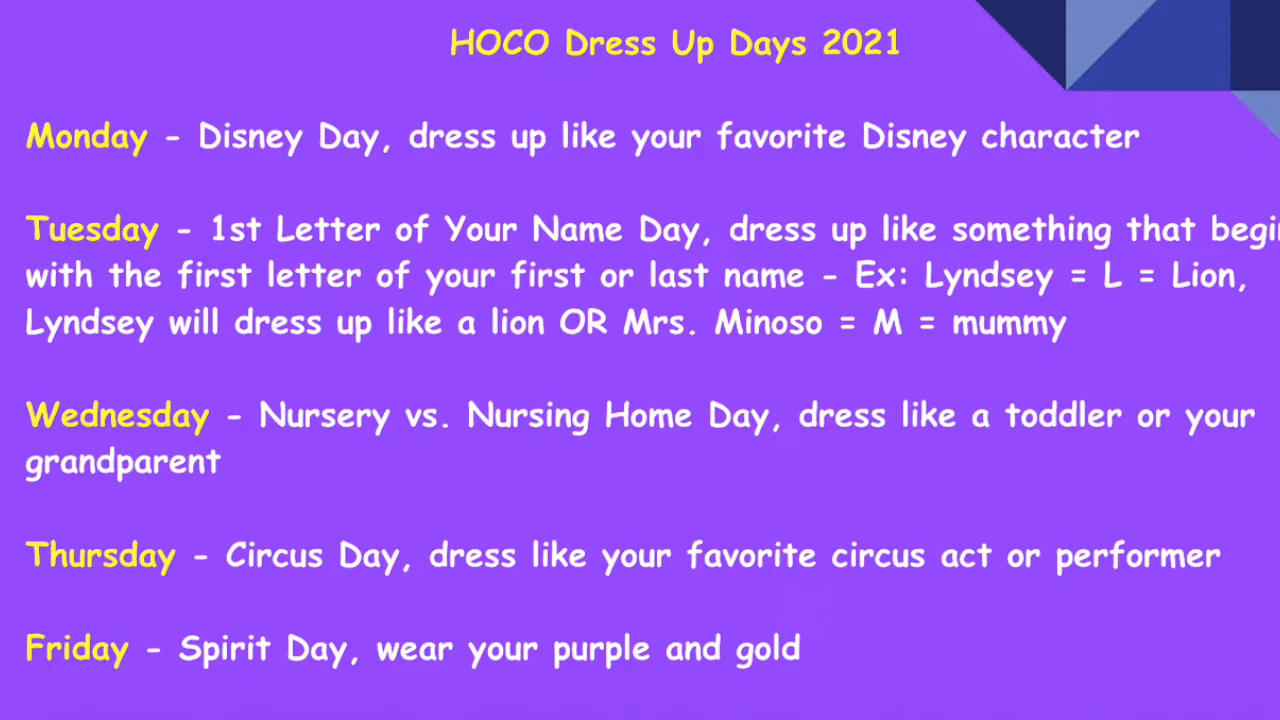 HOCO Dress Up Days 2021
Monday - Disney Day, dress up like your favorite Disney character
Tuesday - 1st Letter of Your Name Day, dress up like something that begi
with the first letter of your first or last name - Ex: Lyndsey = L = Lion,
Lyndsey will dress up like a lion OR Mrs. Minoso = M = mummy
Wednesday - Nursery vs. Nursing Home Day, dress like a toddler or your
grandparent
Thursday - Circus Day, dress like your favorite circus act or performer
Friday - Spirit Day, wear your purple and gold